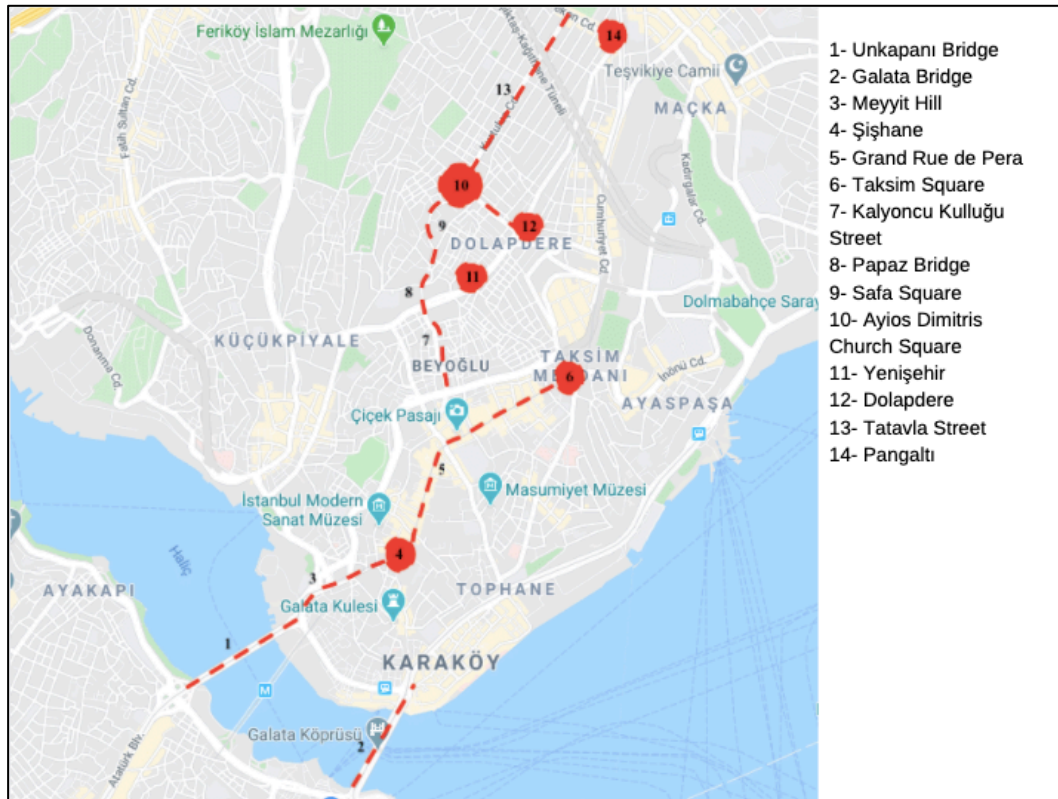 Feriköy İslam Mezarlığı
14
Teşvikiye Camii
Fatih Sultan Cd.
13
MAÇKA
Kadırgalar Cd.
10
Cumhuriyet Cd.
9
12
DOLAPDERE
11
8
Dolmabahçe Saray
Donanma Cd.
KÜÇÜKPİYALE
7
BEYOĞLU
TAKSİM
MEYDANI
6
İnönü Cd.
AYASPAŞA
Çiçek Pasajı
5
Masumiyet Müzesi
İstanbul Modern
Sanat Müzesi
4
Haliç
3
AYAKAPI
TOPHANE
Galata Kulesi
1
KARAKÖY
M
Galata Köprüsü
2
Atatürk Blv.
1- Unkapanı Bridge
2- Galata Bridge
3- Meyyit Hill
4- Şişhane
5- Grand Rue de Pera
6- Taksim Square
7- Kalyoncu Kulluğu
Street
8- Papaz Bridge
9- Safa Square
10- Ayios Dimitris
Church Square
11- Yenişehir
12- Dolapdere
13- Tatavla Street
14- Pangaltı